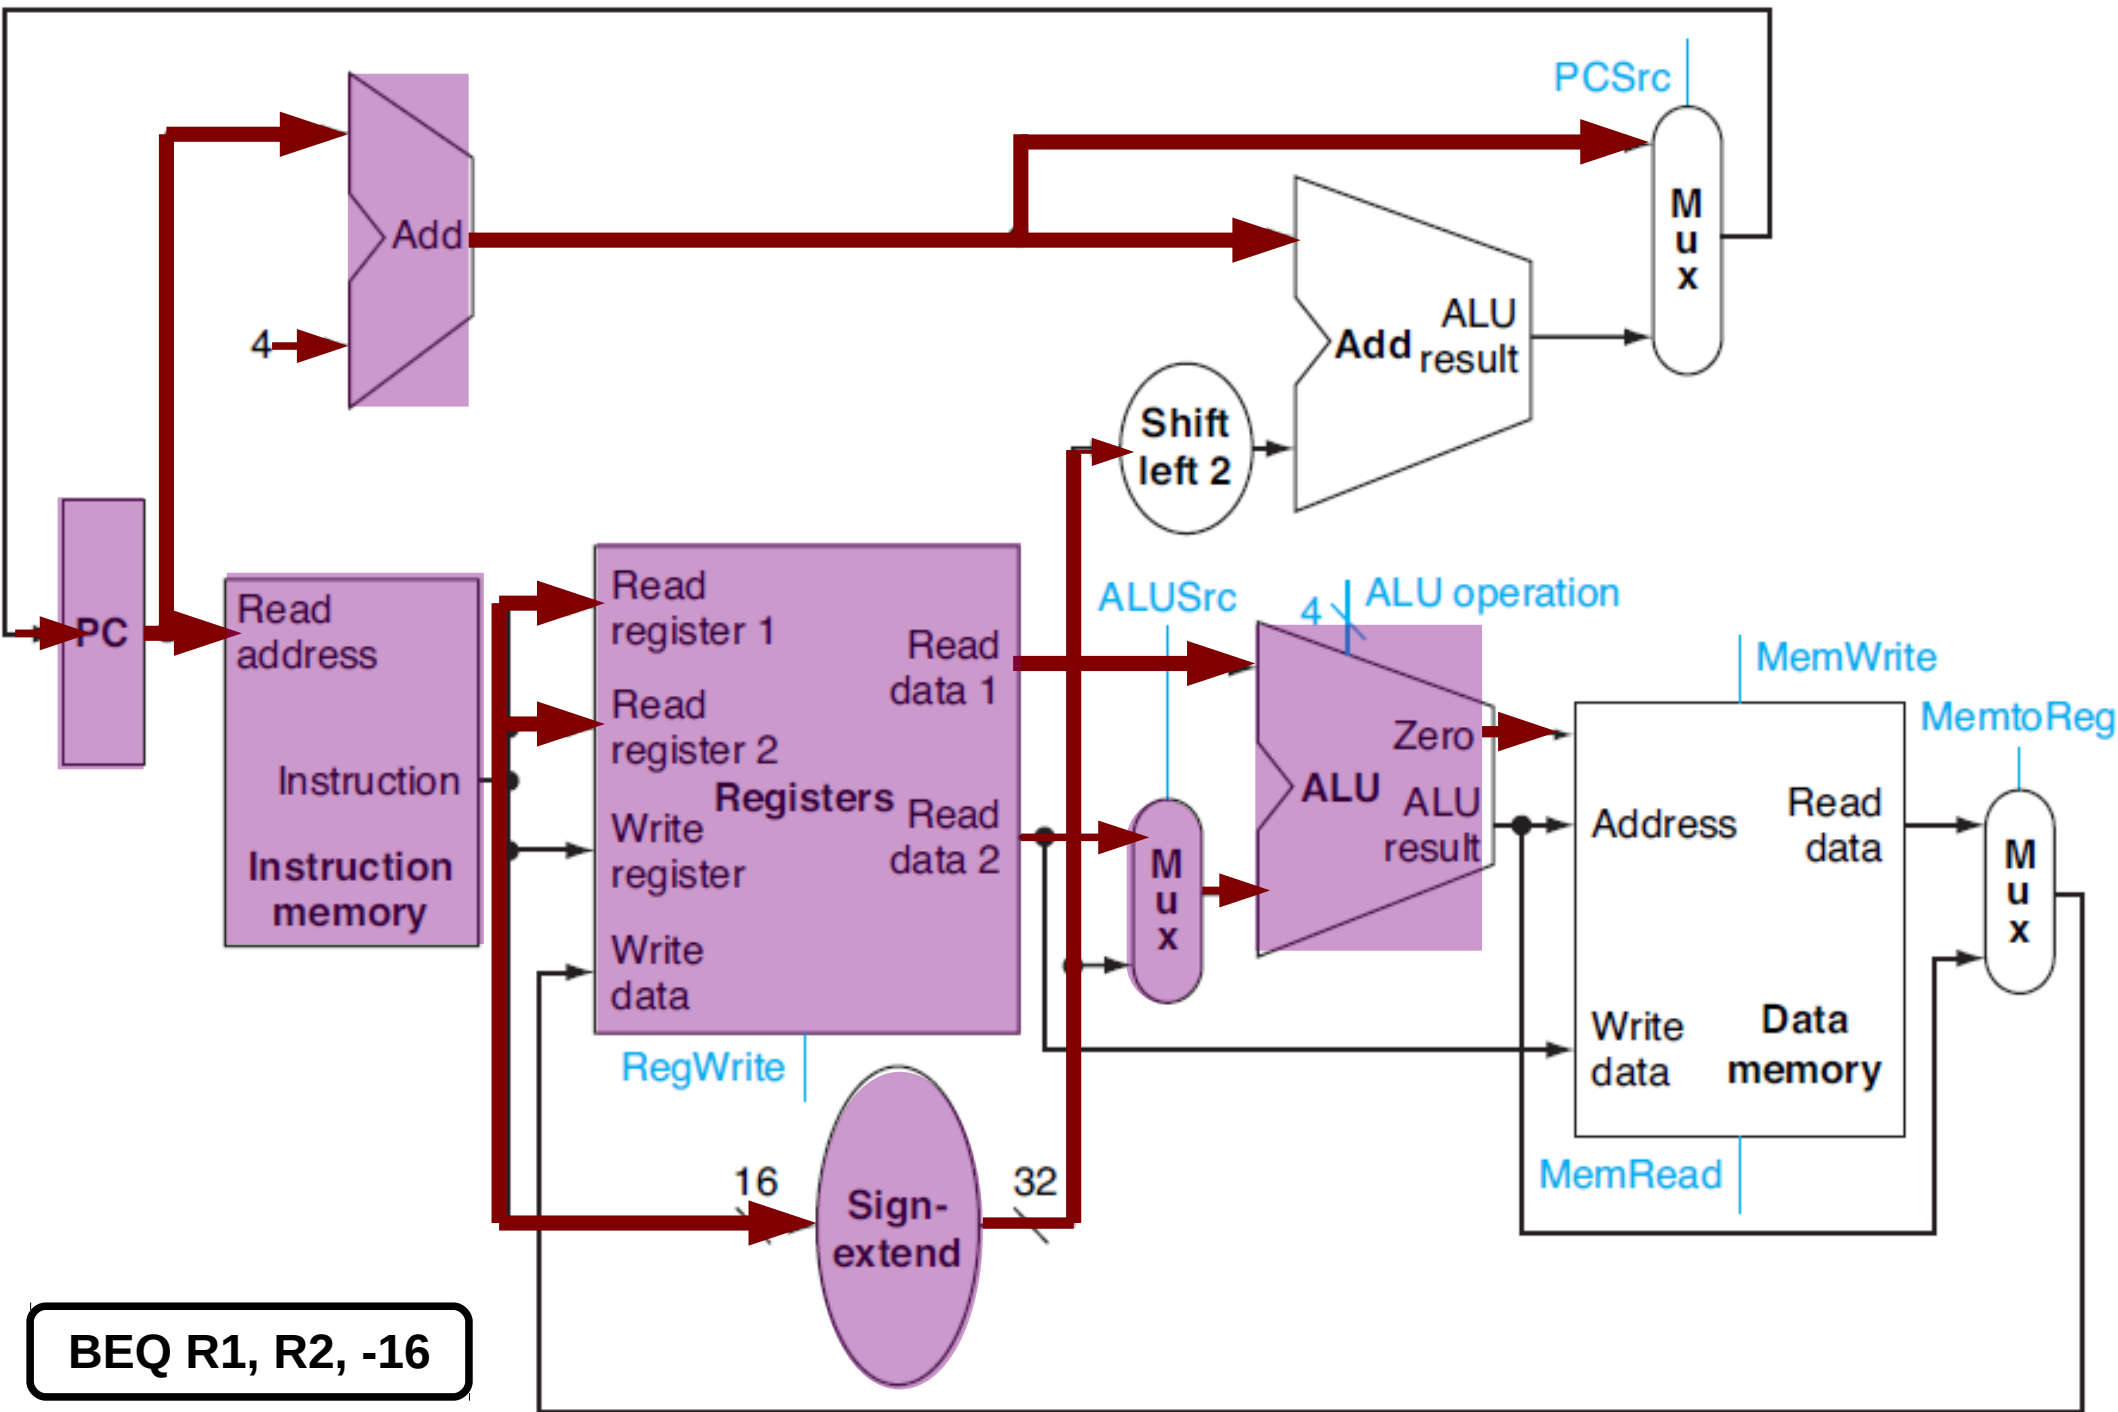 PCSrc
M
u
x
Add
4
ALU
result
Add
Shift
left 2
PC
Read
address
Instruction
Instruction
memory
Read
register 1
Read
register 2
Registers
Write
register
Write
data
Read
data 1
Read
data 2
RegWrite
16
Sign-
extend
32
ALUSrc
M
u
x
4
ALU operation
Zero
ALU
ALU
result
MemWrite
MemtoReg
Address
Read
data
Write
data
Data
memory
MemRead
M
u
x
BEQ R1, R2, -16